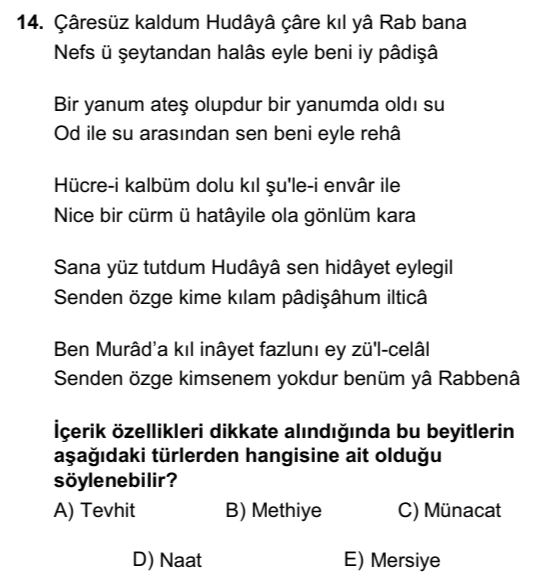 14. Çâresüz kaldum Hudâyâ çâre kıl yâ Rab bana
Nefs ü şeytandan halâs eyle beni iy pâdişâ
Bir yanum ateş olupdur bir yanumda oldı su
Od ile su arasından sen beni eyle rehâ
Hücre-i kalbüm dolu kıl şu'le-i envâr ile
Nice bir cürm ü hatâyile ola gönlüm kara
Sana yüz tutdum Hudâyâ sen hidâyet eylegil
Senden özge kime kılam pâdişâhum ilticâ
Ben Murâd'a kıl inâyet fazlunı ey zü'l-celâl
Senden özge kimsenem yokdur benüm yâ Rabbenâ
İçerik özellikleri dikkate alındığında bu beyitlerin
aşağıdaki türlerden hangisine ait olduğu
söylenebilir?
A) Tevhit B) Methiye C) Münacat
D) Naat E) Mersiye